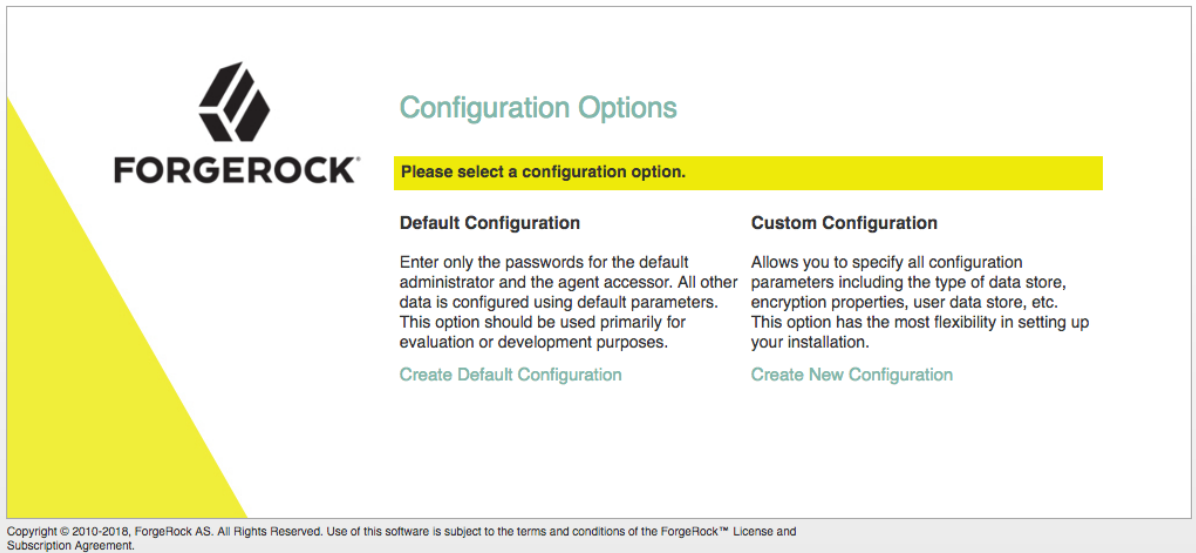 FORGEROCK®
Configuration Options
Please select a configuration option.
Default Configuration
Enter only the passwords for the default
administrator and the agent accessor. All other
data is configured using default parameters.
This option should be used primarily for
evaluation or development purposes.
Create Default Configuration
Custom Configuration
Allows you to specify all configuration
parameters including the type of data store,
encryption properties, user data store, etc.
This option has the most flexibility in setting up
your installation.
Create New Configuration
Copyright © 2010-2018, ForgeRock AS. All Rights Reserved. Use of this software is subject to the terms and conditions of the ForgeRock™ License and
Subscription Agreement.